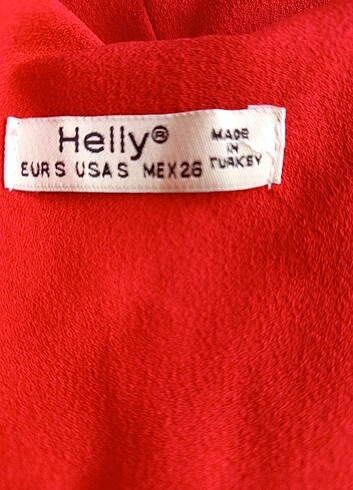 Helly® MADE IN TURKEY
EUR S USA S MEX 26